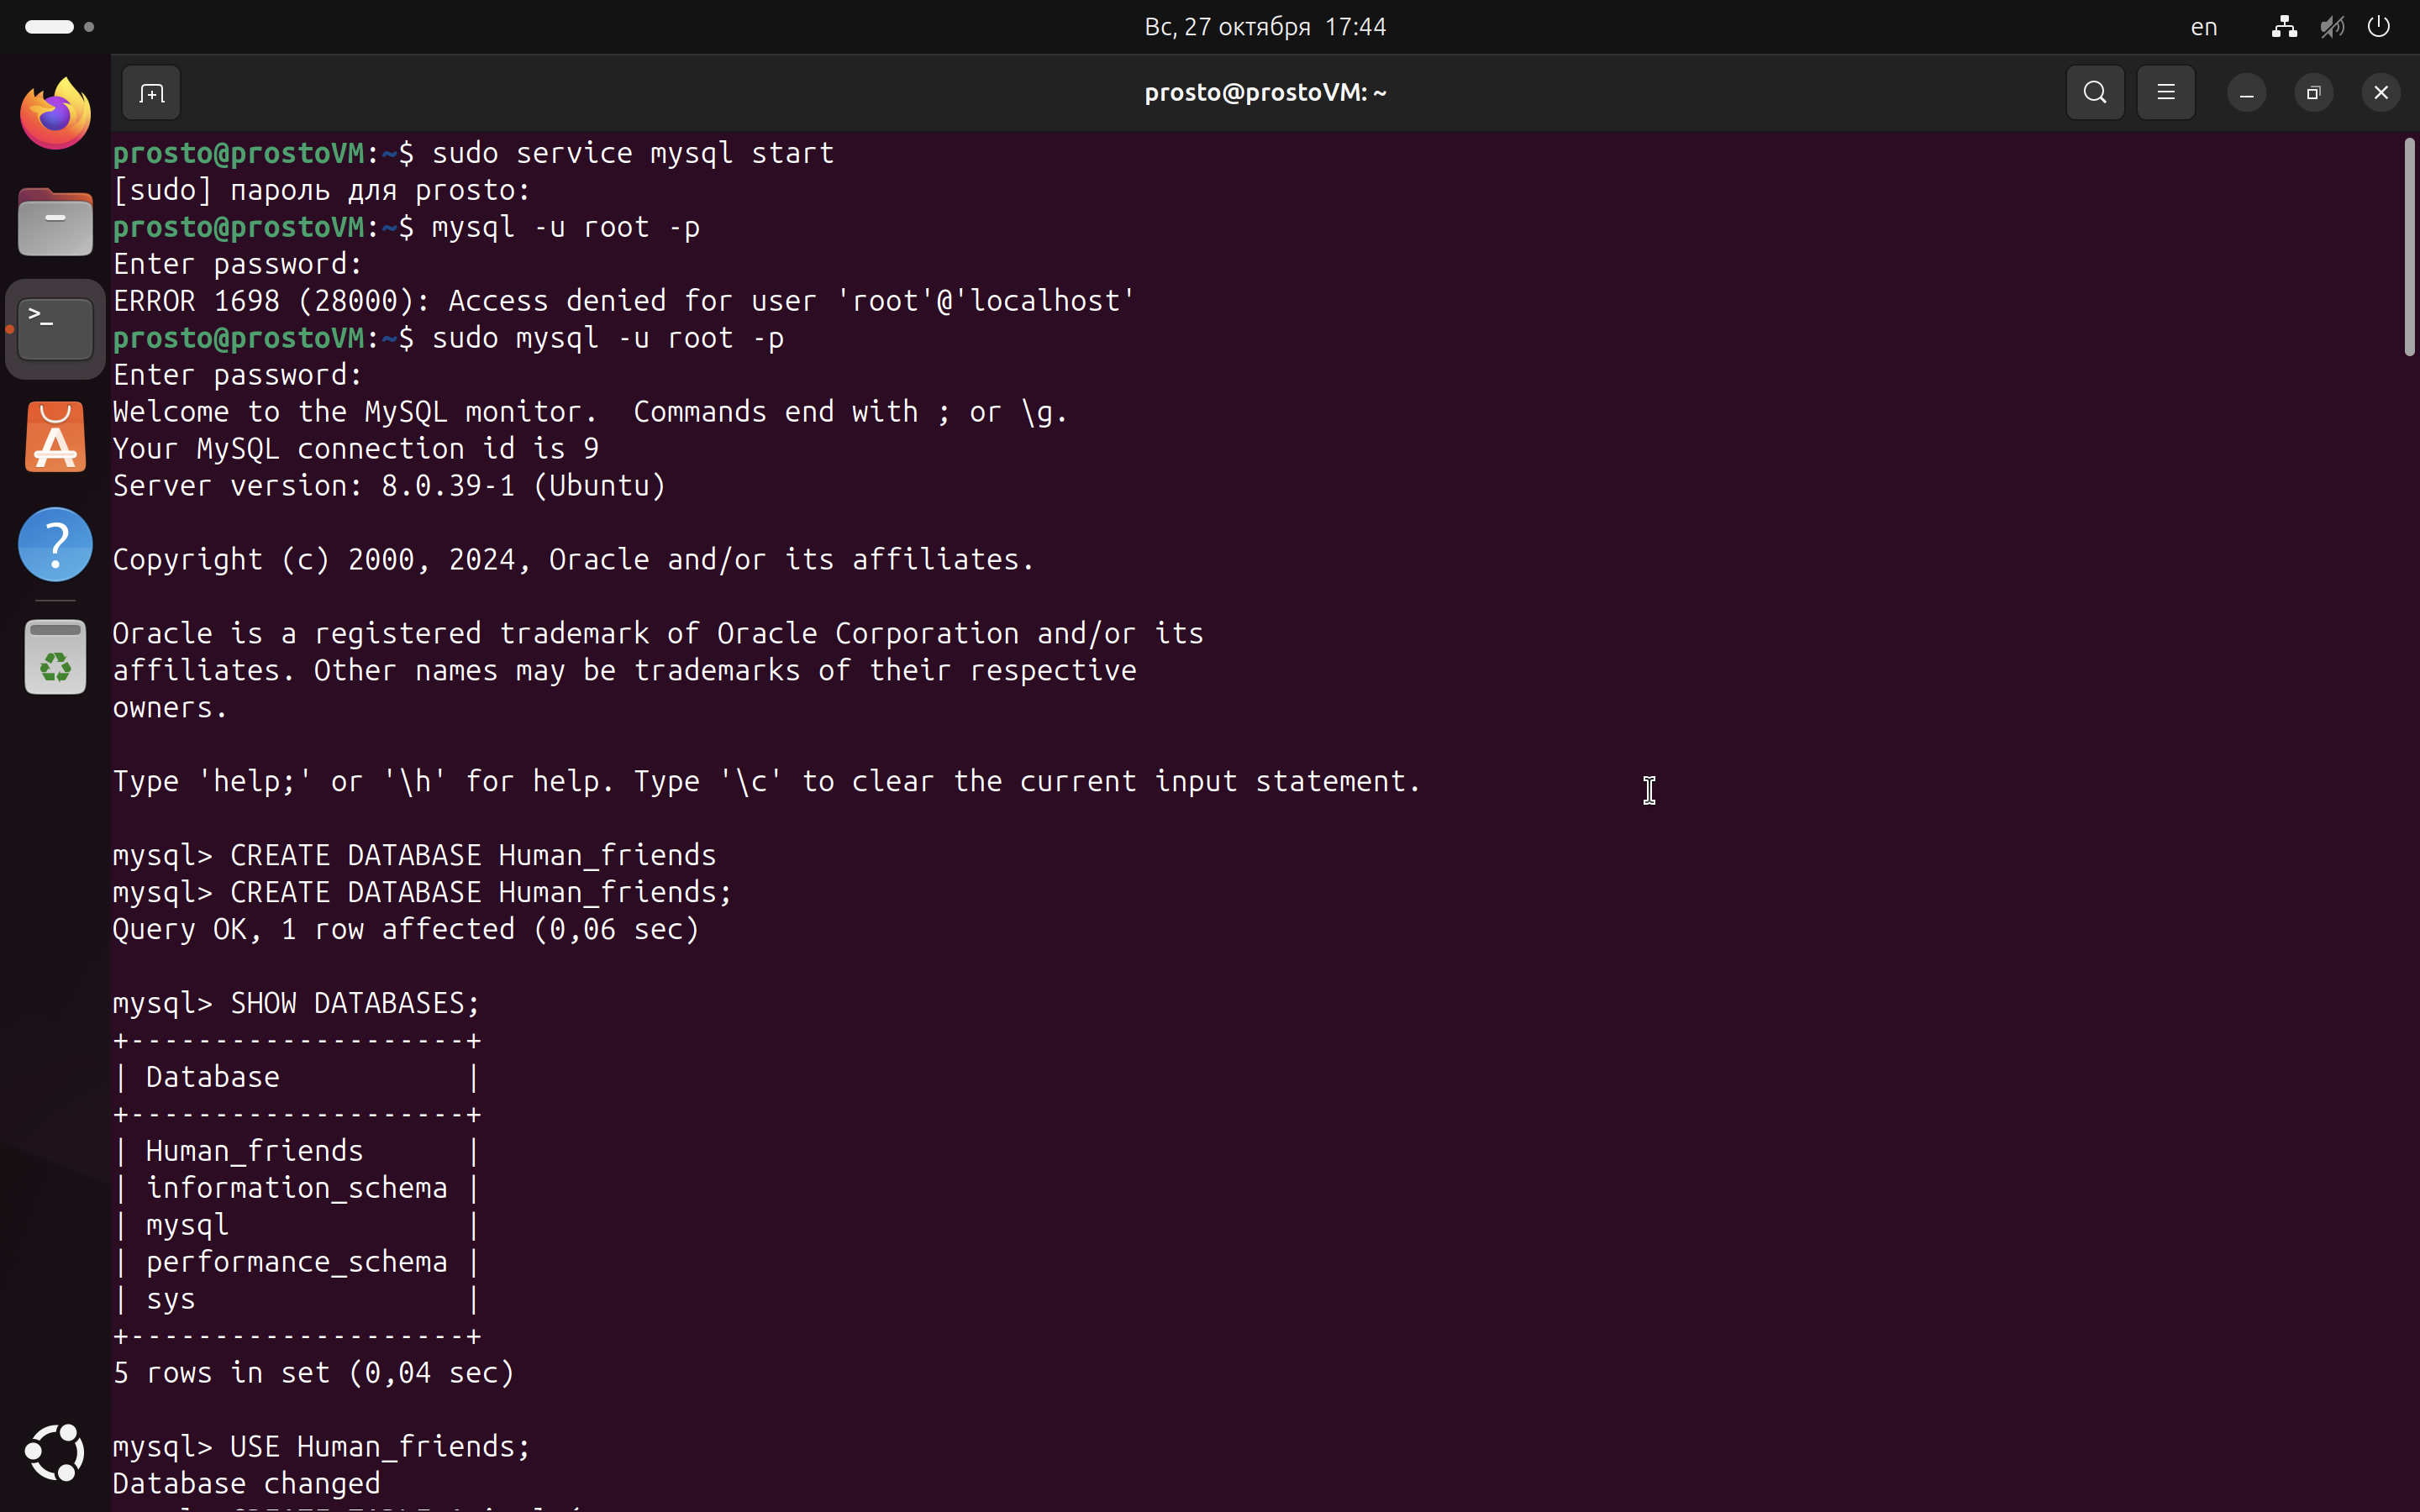 Вс, 27 октября 17:44
en
prosto@prostoVM: ~
prosto@prostoVM:~$ sudo service mysql start
[sudo] пароль для prosto:
prosto@prostoVM:~$ mysql -u root -p
Enter password:
ERROR 1698 (28000): Access denied for user 'root'@'localhost'
prosto@prostoVM:~$ sudo mysql -u root -p
Enter password:
Welcome to the MySQL monitor.  Commands end with ; or \g.
Your MySQL connection id is 9
Server version: 8.0.39-1 (Ubuntu)
Copyright (c) 2000, 2024, Oracle and/or its affiliates.
Oracle is a registered trademark of Oracle Corporation and/or its
affiliates. Other names may be trademarks of their respective
owners.
Type 'help;' or '\h' for help. Type '\c' to clear the current input statement.
mysql> CREATE DATABASE Human_friends
mysql> CREATE DATABASE Human_friends;
Query OK, 1 row affected (0,06 sec)
mysql> SHOW DATABASES;
+--------------------+
| Database           |
+--------------------+
| Human_friends      |
| information_schema |
| mysql              |
| performance_schema |
| sys                |
+--------------------+
5 rows in set (0,04 sec)
mysql> USE Human_friends;
Database changed